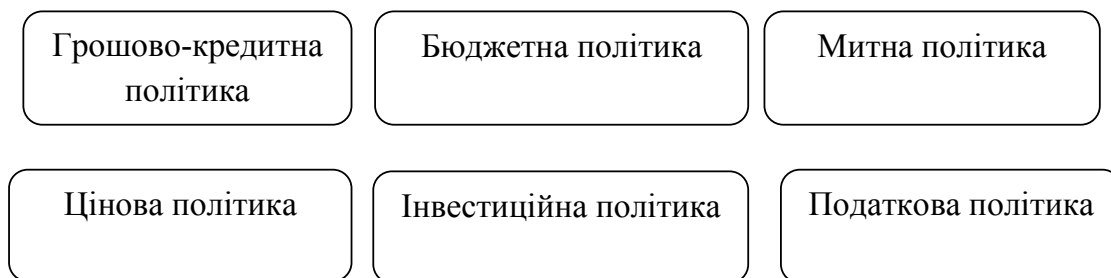 Грошово-кредитна
політика
Бюджетна політика
Митна політика
Цінова політика
Інвестиційна політика
Податкова політика